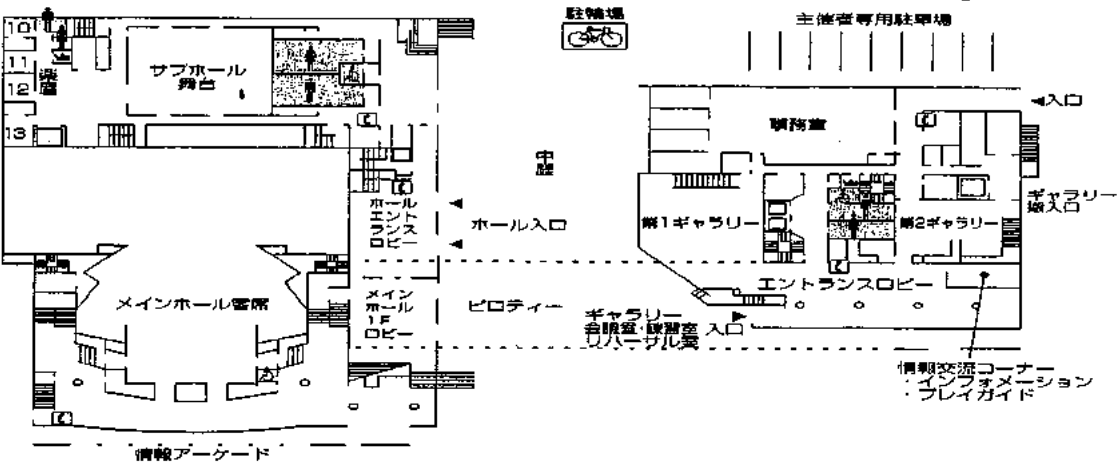 駐輪場
主催者専用駐車場
10
11
12
13
楽屋
サブホール
舞台
◀入口
事務室
中庭
ホール
エント
ランス
ロビー
ホール入口
第1ギャラリー
第2ギャラリー
ギャラリー
搬入口
エントランスロビー
メインホール客席
メイン
ホール
1F
ロビー
ピロティー
ギャラリー
会議室・練習室 入口
リハーサル室
情報交流コーナー
・インフォメーション
・プレイガイド
情報アーケード